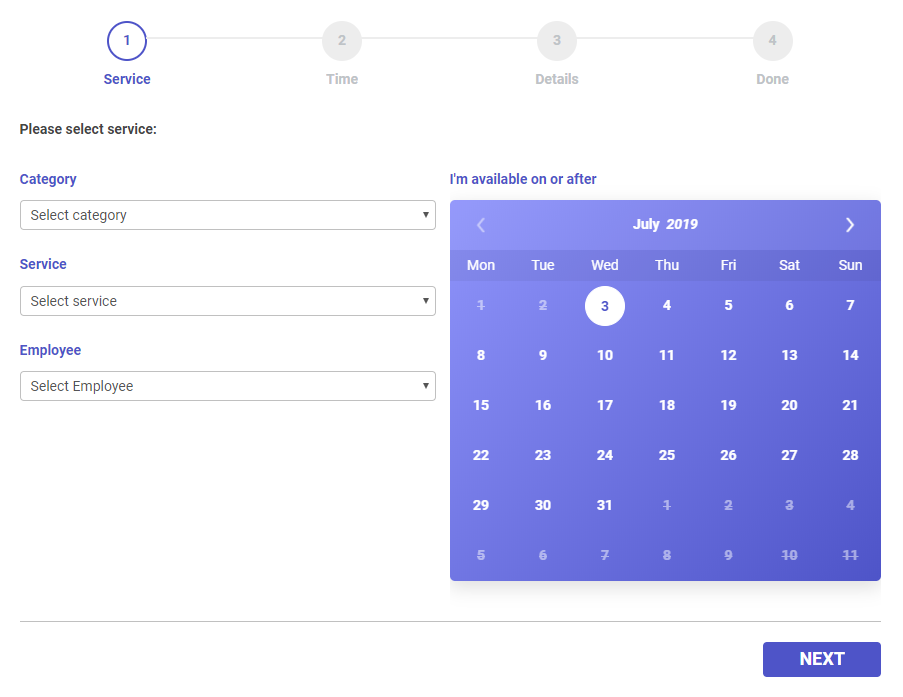 1 2 3 4
Service Time Details Done
Please select service:
Category
Select category
Service
Select service
Employee
Select Employee
I'm available on or after
July 2019
Mon Tue Wed Thu Fri Sat Sun
1 2 3 4 5 6 7
8 9 10 11 12 13 14
15 16 17 18 19 20 21
22 23 24 25 26 27 28
29 30 31 1 2 3 4
5 6 7 8 9 10 11
NEXT